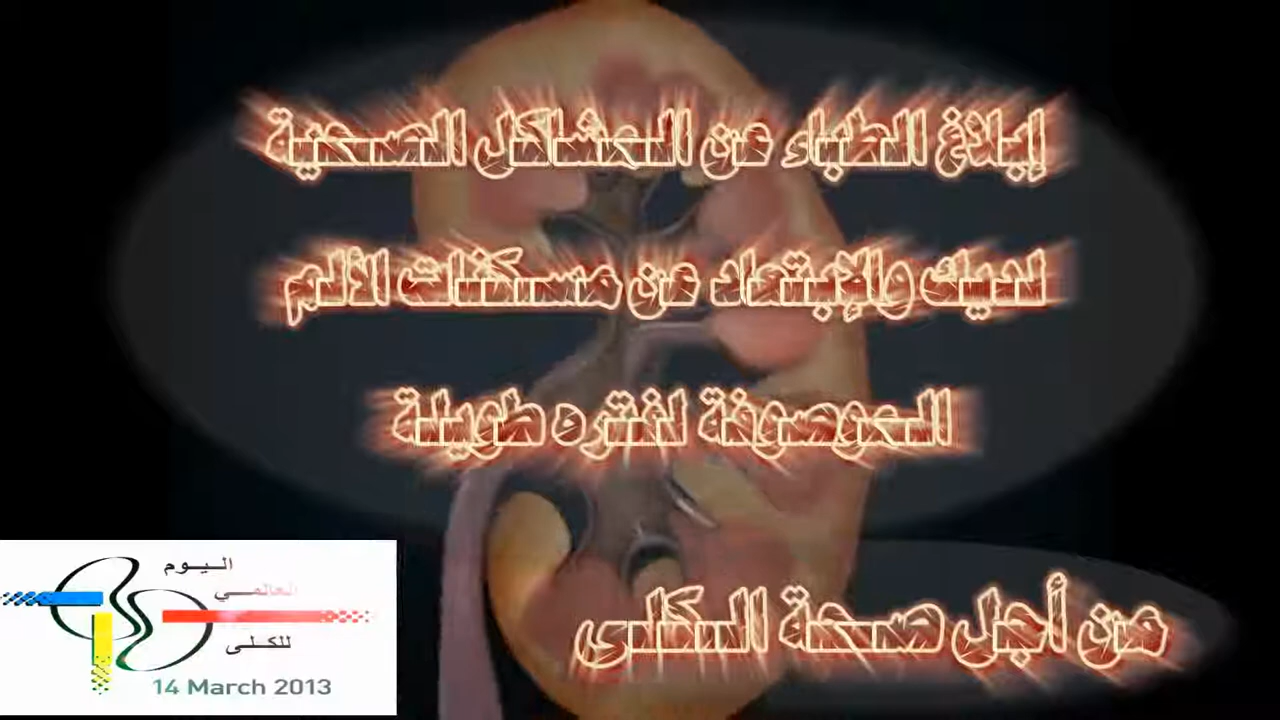 إبلاغ الطباء عن المشاكل الصحية
لديك والإبتعاد عن مسكنات الألم
الموصوفة لفتره طويلة
من أجل صحة الكلى
اليوم
العالمي
للكلى
14 March 2013